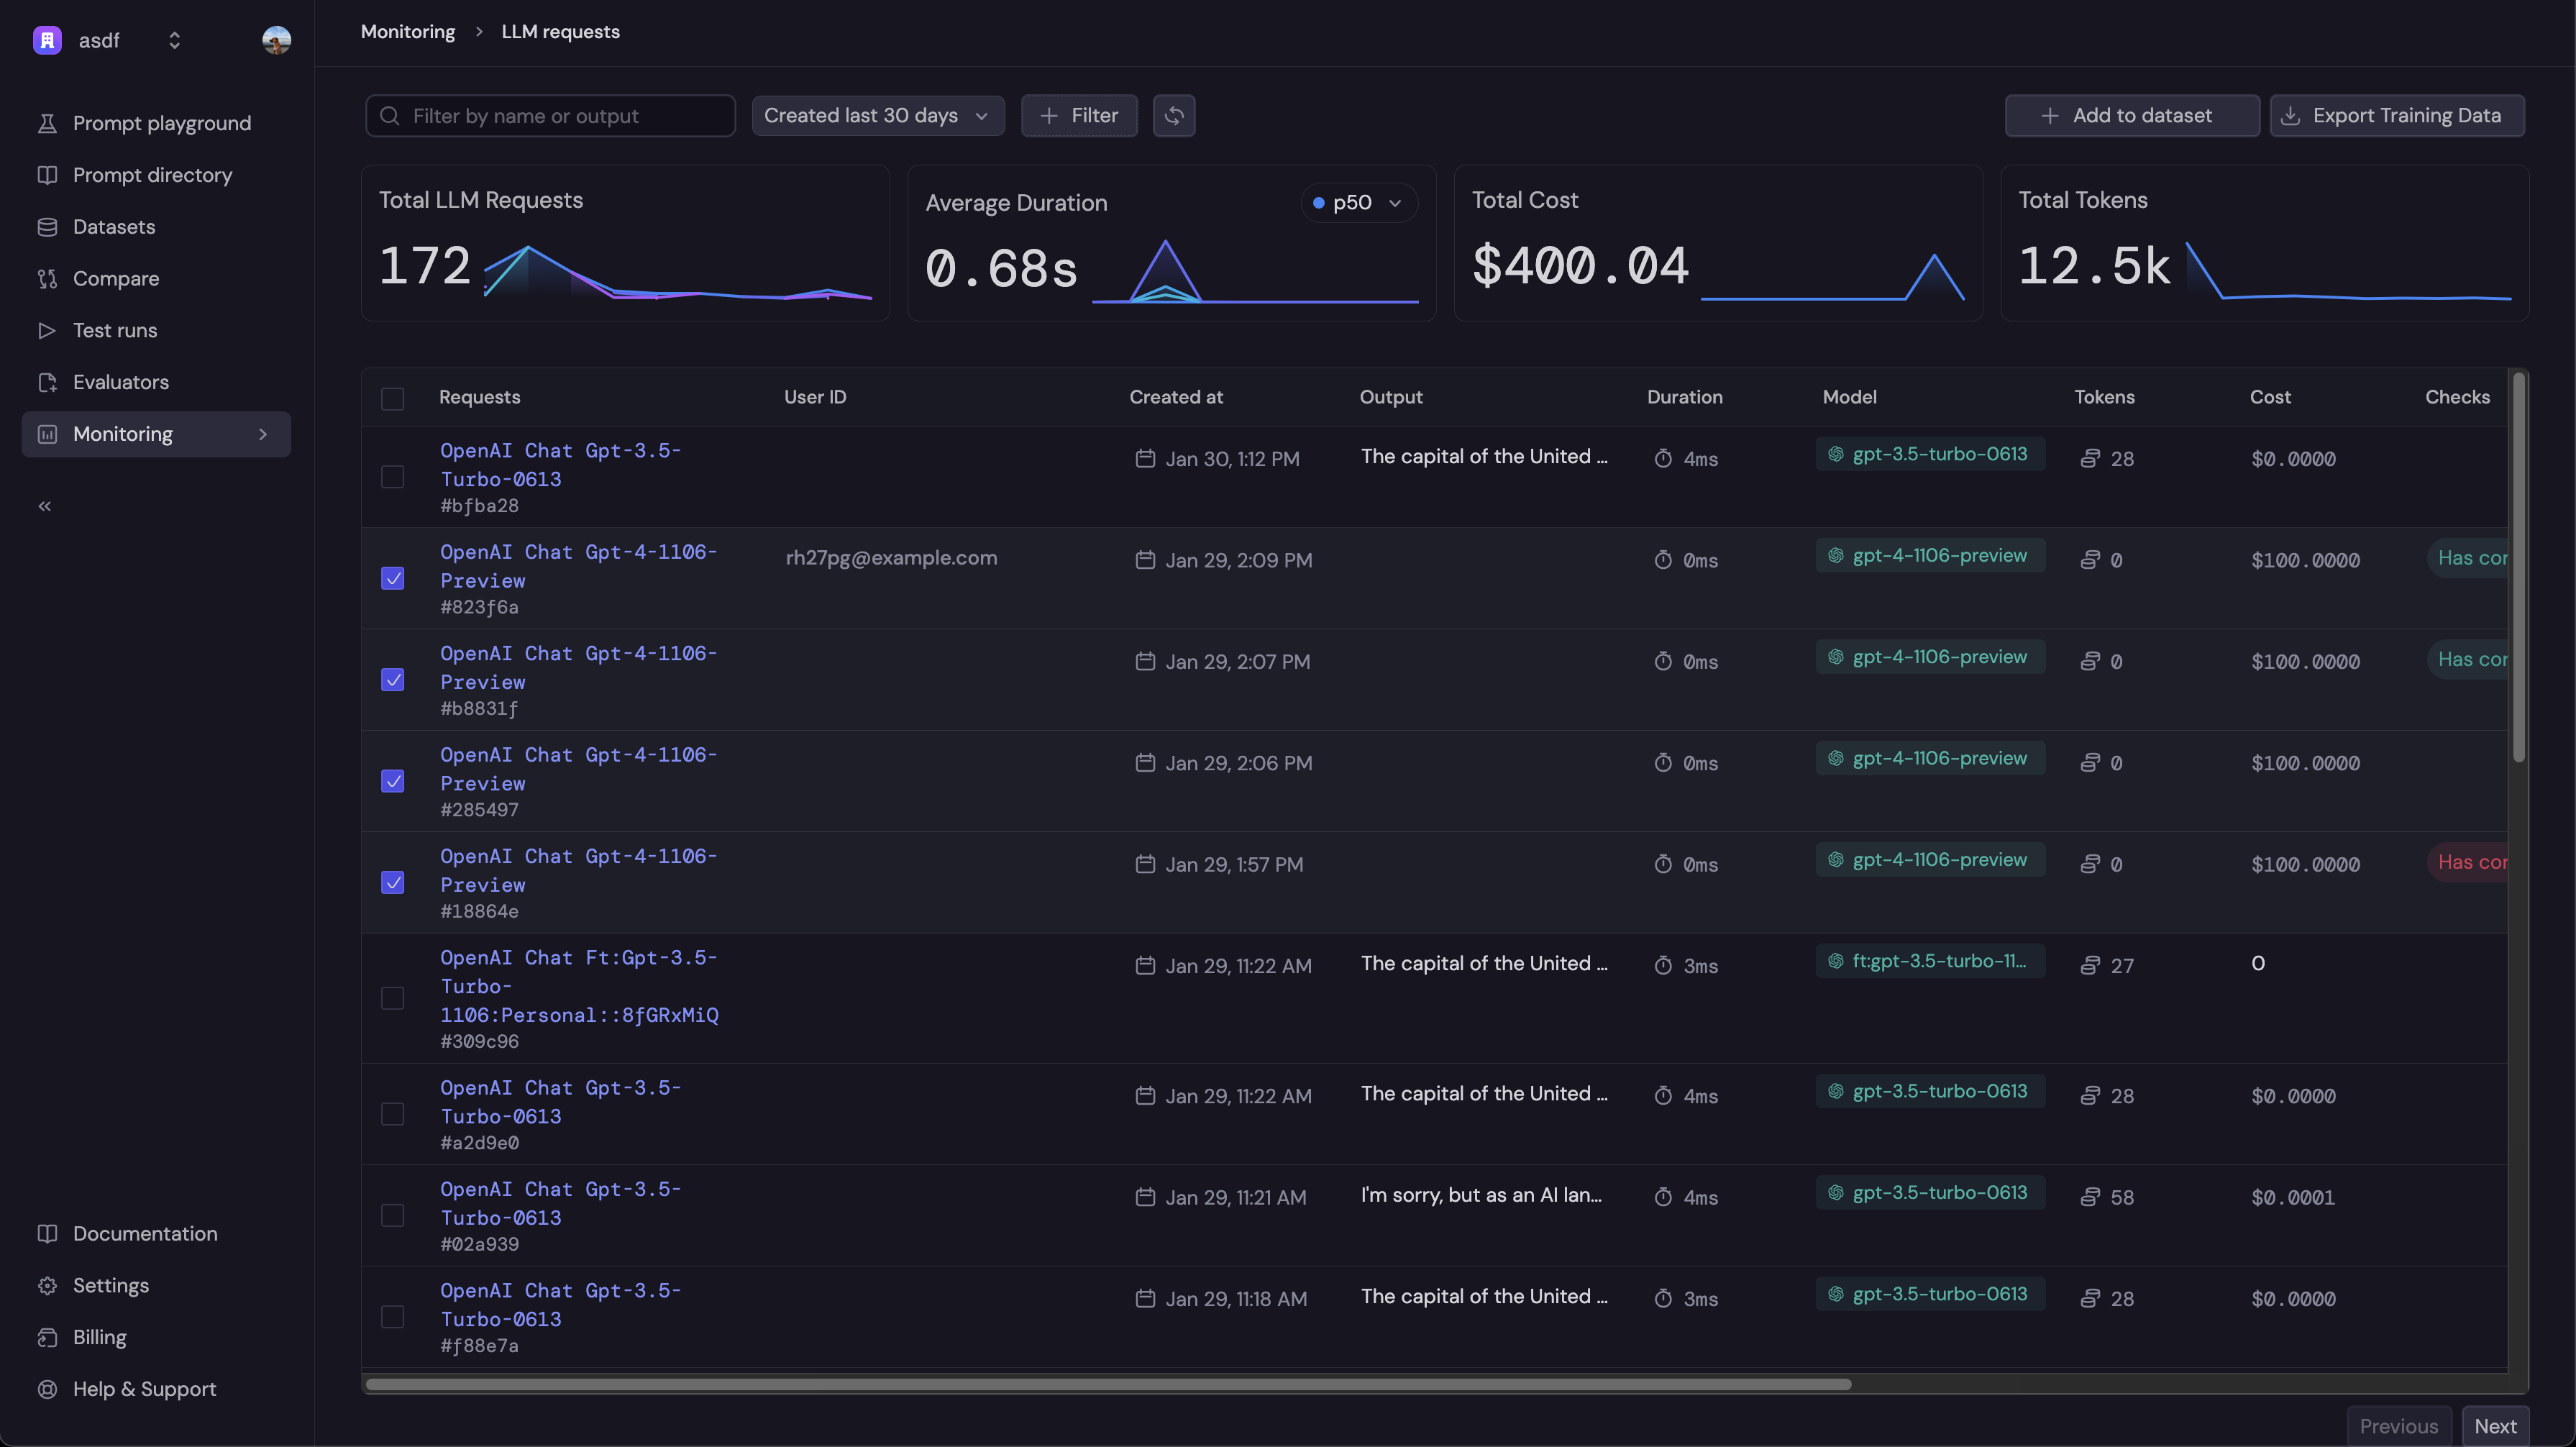 asdf
Monitoring > LLM requests
Prompt playground
Prompt directory
Datasets
Compare
Test runs
Evaluators
Monitoring
Documentation
Settings
Billing
Help & Support
Filter by name or output
Created last 30 days
Filter
Add to dataset
Export Training Data
Total LLM Requests
172
Average Duration
p50
0.68s
Total Cost
$400.04
Total Tokens
12.5k
Requests User ID Created at Output Duration Model Tokens Cost Checks
OpenAI Chat Gpt-3.5-
Turbo-0613
#bfba28
Jan 30, 1:12 PM The capital of the United ... 4ms gpt-3.5-turbo-0613 28 $0.0000
OpenAI Chat Gpt-4-1106-
Preview
#823f6a
rh27pg@example.com Jan 29, 2:09 PM 0ms gpt-4-1106-preview 0 $100.0000 Has cor
OpenAI Chat Gpt-4-1106-
Preview
#b8831f
Jan 29, 2:07 PM 0ms gpt-4-1106-preview 0 $100.0000 Has cor
OpenAI Chat Gpt-4-1106-
Preview
#285497
Jan 29, 2:06 PM 0ms gpt-4-1106-preview 0 $100.0000
OpenAI Chat Gpt-4-1106-
Preview
#18864e
Jan 29, 1:57 PM 0ms gpt-4-1106-preview 0 $100.0000 Has cor
OpenAI Chat Ft:Gpt-3.5-
Turbo-
1106:Personal::8fGRxMiQ
#309c96
Jan 29, 11:22 AM The capital of the United ... 3ms ft:gpt-3.5-turbo-11... 27 0
OpenAI Chat Gpt-3.5-
Turbo-0613
#a2d9e0
Jan 29, 11:22 AM The capital of the United ... 4ms gpt-3.5-turbo-0613 28 $0.0000
OpenAI Chat Gpt-3.5-
Turbo-0613
#02a939
Jan 29, 11:21 AM I'm sorry, but as an AI lan... 4ms gpt-3.5-turbo-0613 58 $0.0001
OpenAI Chat Gpt-3.5-
Turbo-0613
#f88e7a
Jan 29, 11:18 AM The capital of the United ... 3ms gpt-3.5-turbo-0613 28 $0.0000
Previous Next